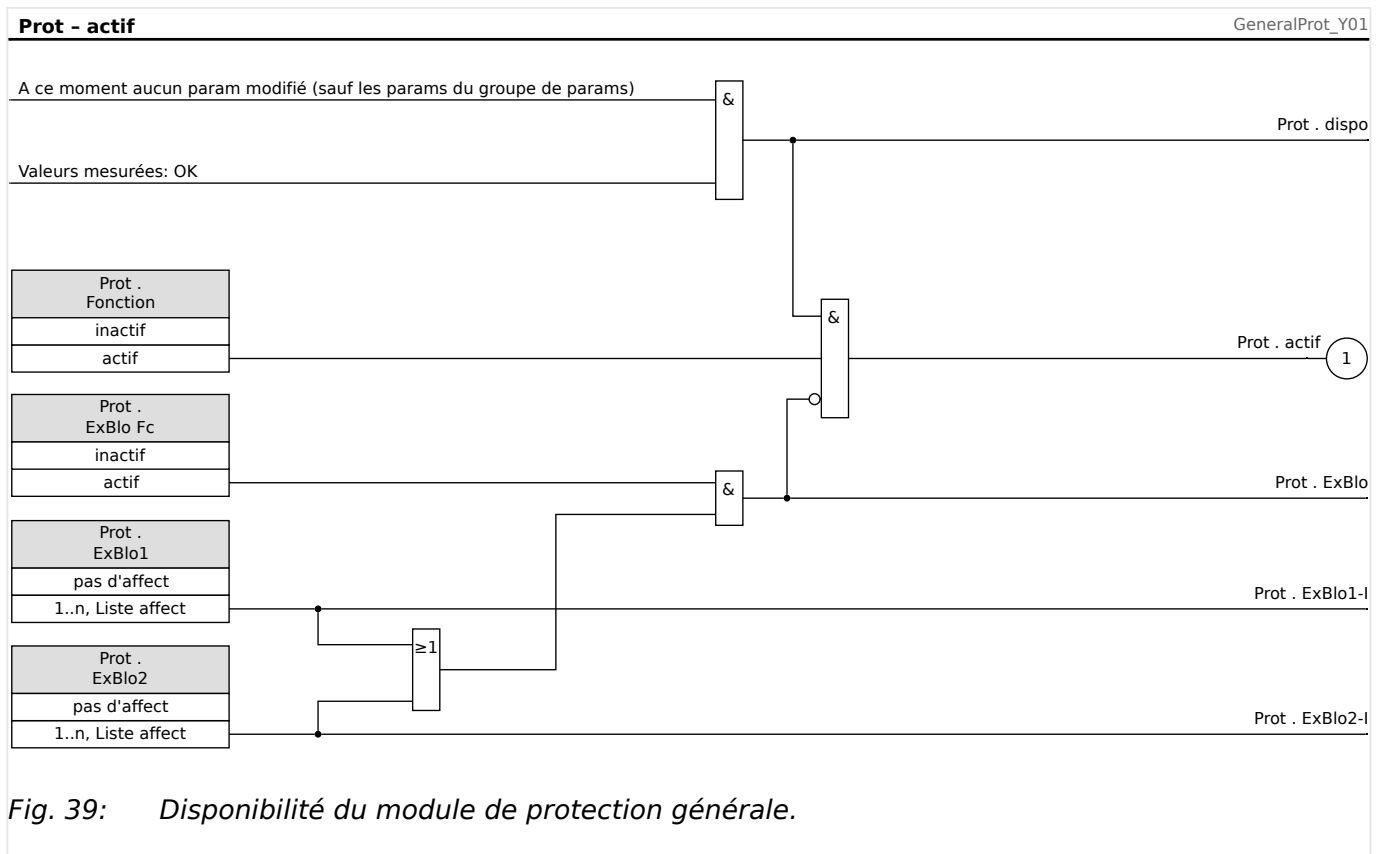 Prot – actif
GeneralProt_Y01
A ce moment aucun param modifié (sauf les params du groupe de params)
&
Prot . dispo
Valeurs mesurées: OK
Prot .
Fonction
inactif
actif
&
Prot . actif
1
Prot .
ExBlo Fc
inactif
actif
&
Prot . ExBlo
Prot .
ExBlo1
pas d'affect
1..n, Liste affect
Prot . ExBlo1-I
≥1
Prot .
ExBlo2
pas d'affect
1..n, Liste affect
Prot . ExBlo2-I
Fig. 39: Disponibilité du module de protection générale.